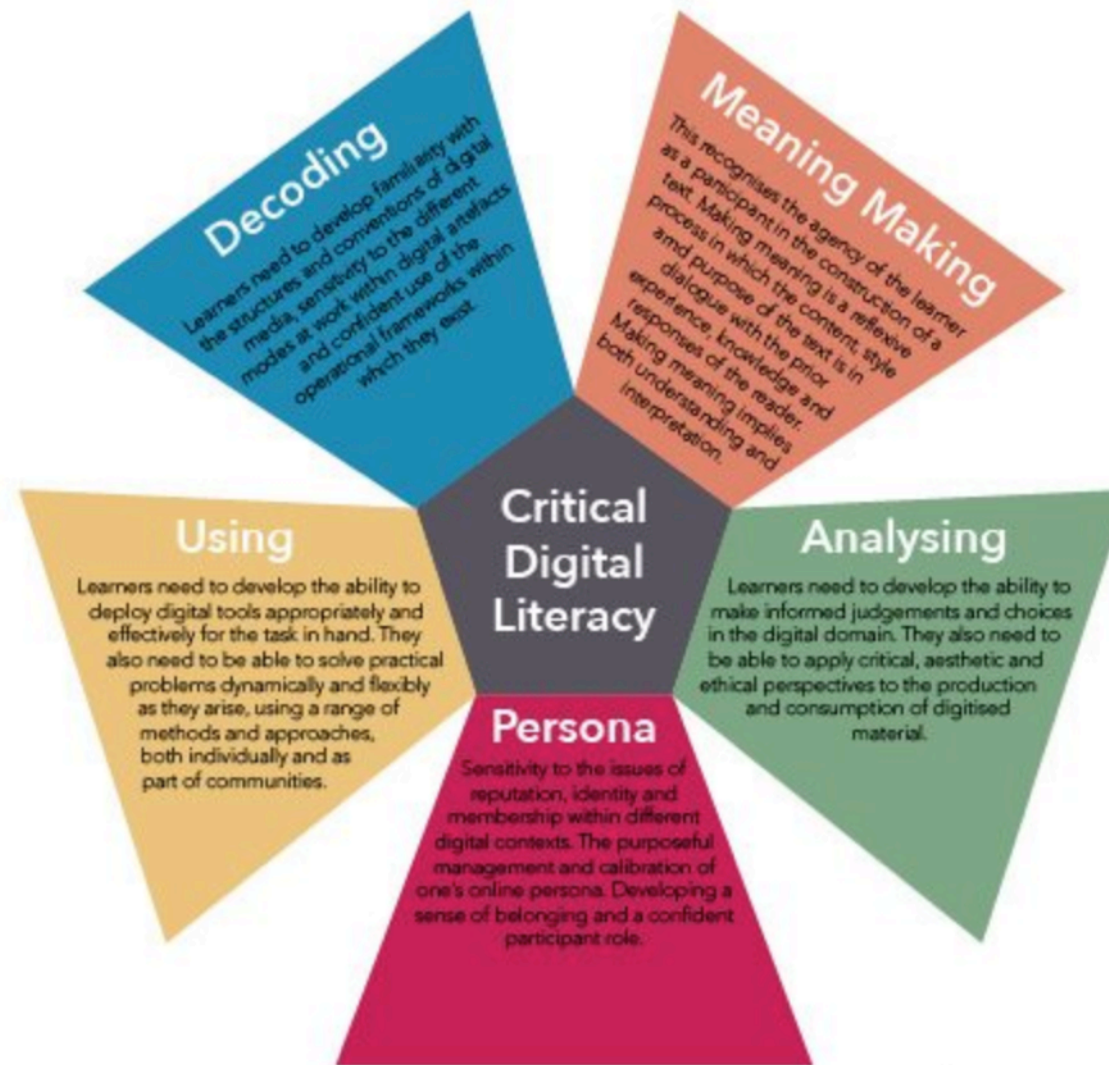 Decoding
Learners need to develop familiarity with
the structures and conventions of digital
media, sensitivity to the different
modes at work within digital artefacts
and confident use of the
operational frameworks within
which they exist
Meaning Making
This recognises the agency of the learner
as a participant in the construction of a
text. Making meaning is a reflexive
process in which the content, style
amd purpose of the text is in
dialogue with the prior
experience, knowledge and
responses of the reader.
Making meaning implies
both understanding and
interpretation.
Critical
Digital
Literacy
Using
Learners need to develop the ability to
deploy digital tools appropriately and
effectively for the task in hand. They
also need to be able to solve practical
problems dynamically and flexibly
as they arise, using a range of
methods and approaches,
both individually and as
part of communities.
Analysing
Learners need to develop the ability to
make informed judgements and choices
in the digital domain. They also need to
be able to apply critical, aesthetic and
ethical perspectives to the production
and consumption of digitised
material.
Persona
Sensitivity to the issues of
reputation, identity and
membership within different
digital contexts. The purposeful
management and calibration of
one's online persona. Developing a
sense of belonging and a confident
participant role.